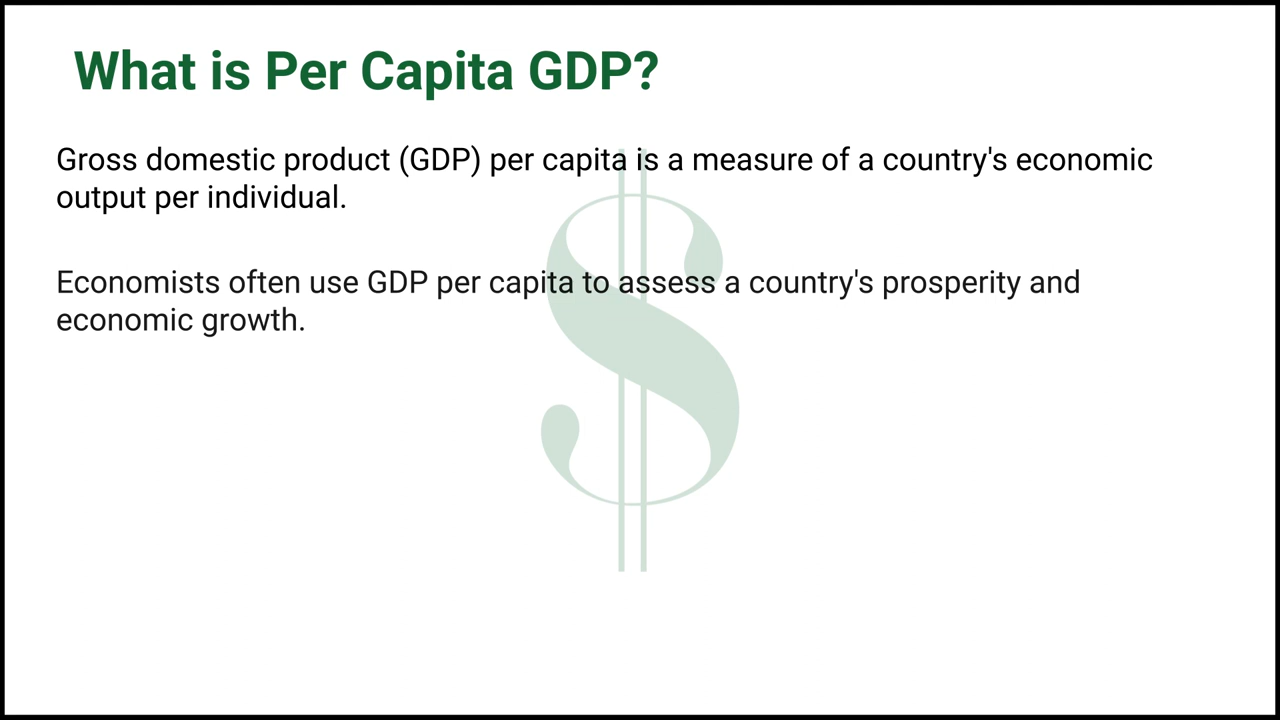 What is Per Capita GDP?
Gross domestic product (GDP) per capita is a measure of a country's economic
output per individual.
Economists often use GDP per capita to assess a country's prosperity and
economic growth.
$